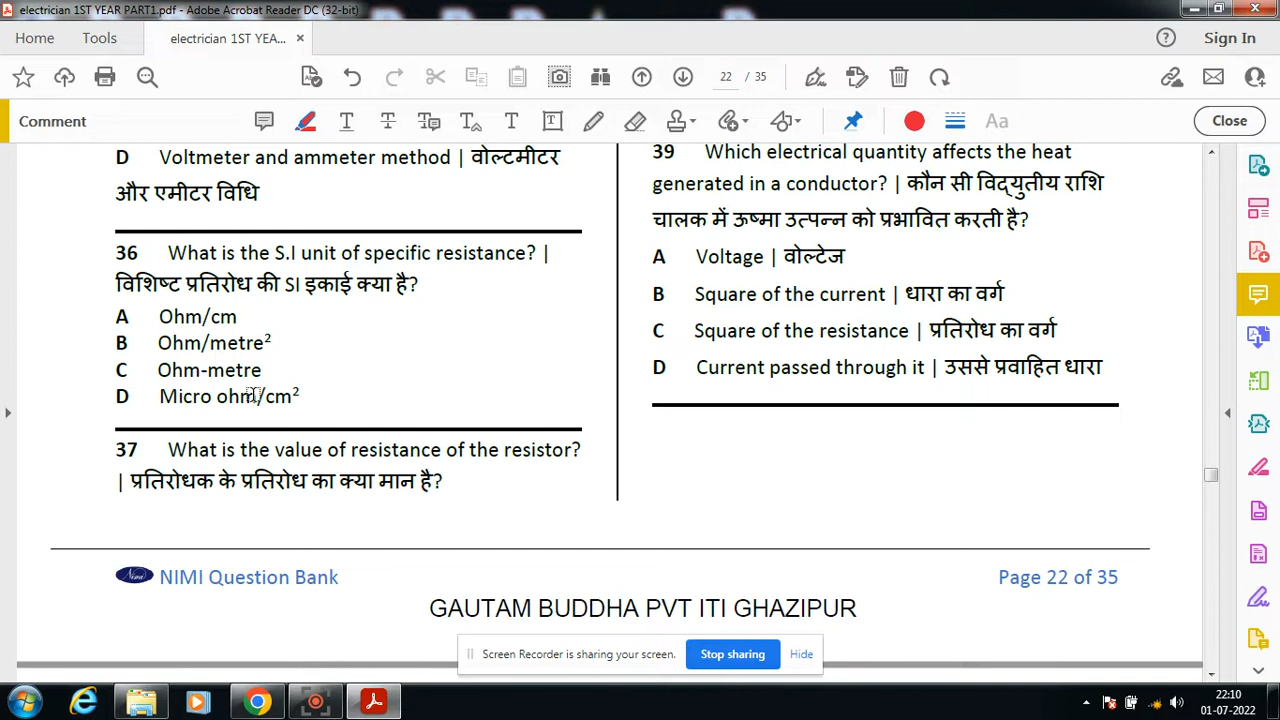 electrician 1ST YEAR PART1.pdf - Adobe Acrobat Reader DC (32-bit)
Home
Tools
electrician 1ST YEA...
Sign In
22 / 35
Comment
Close
D Voltmeter and ammeter method | वोल्टमीटर
और एमीटर विधि
36 What is the S.I unit of specific resistance? |
विशिष्ट प्रतिरोध की SI इकाई क्या है?
A Ohm/cm
B Ohm/metre²
C Ohm-metre
D Micro ohm/cm²
37 What is the value of resistance of the resistor?
| प्रतिरोधक के प्रतिरोध का क्या मान है?
39 Which electrical quantity affects the heat
generated in a conductor? | कौन सी विद्युतीय राशि
चालक में ऊष्मा उत्पन्न को प्रभावित करती है?
A Voltage | वोल्टेज
B Square of the current | धारा का वर्ग
C Square of the resistance | प्रतिरोध का वर्ग
D Current passed through it | उससे प्रवाहित धारा
Nimi NIMI Question Bank
Page 22 of 35
GAUTAM BUDDHA PVT ITI GHAZIPUR
Screen Recorder is sharing your screen.
Stop sharing
Hide
22:10
01-07-2022